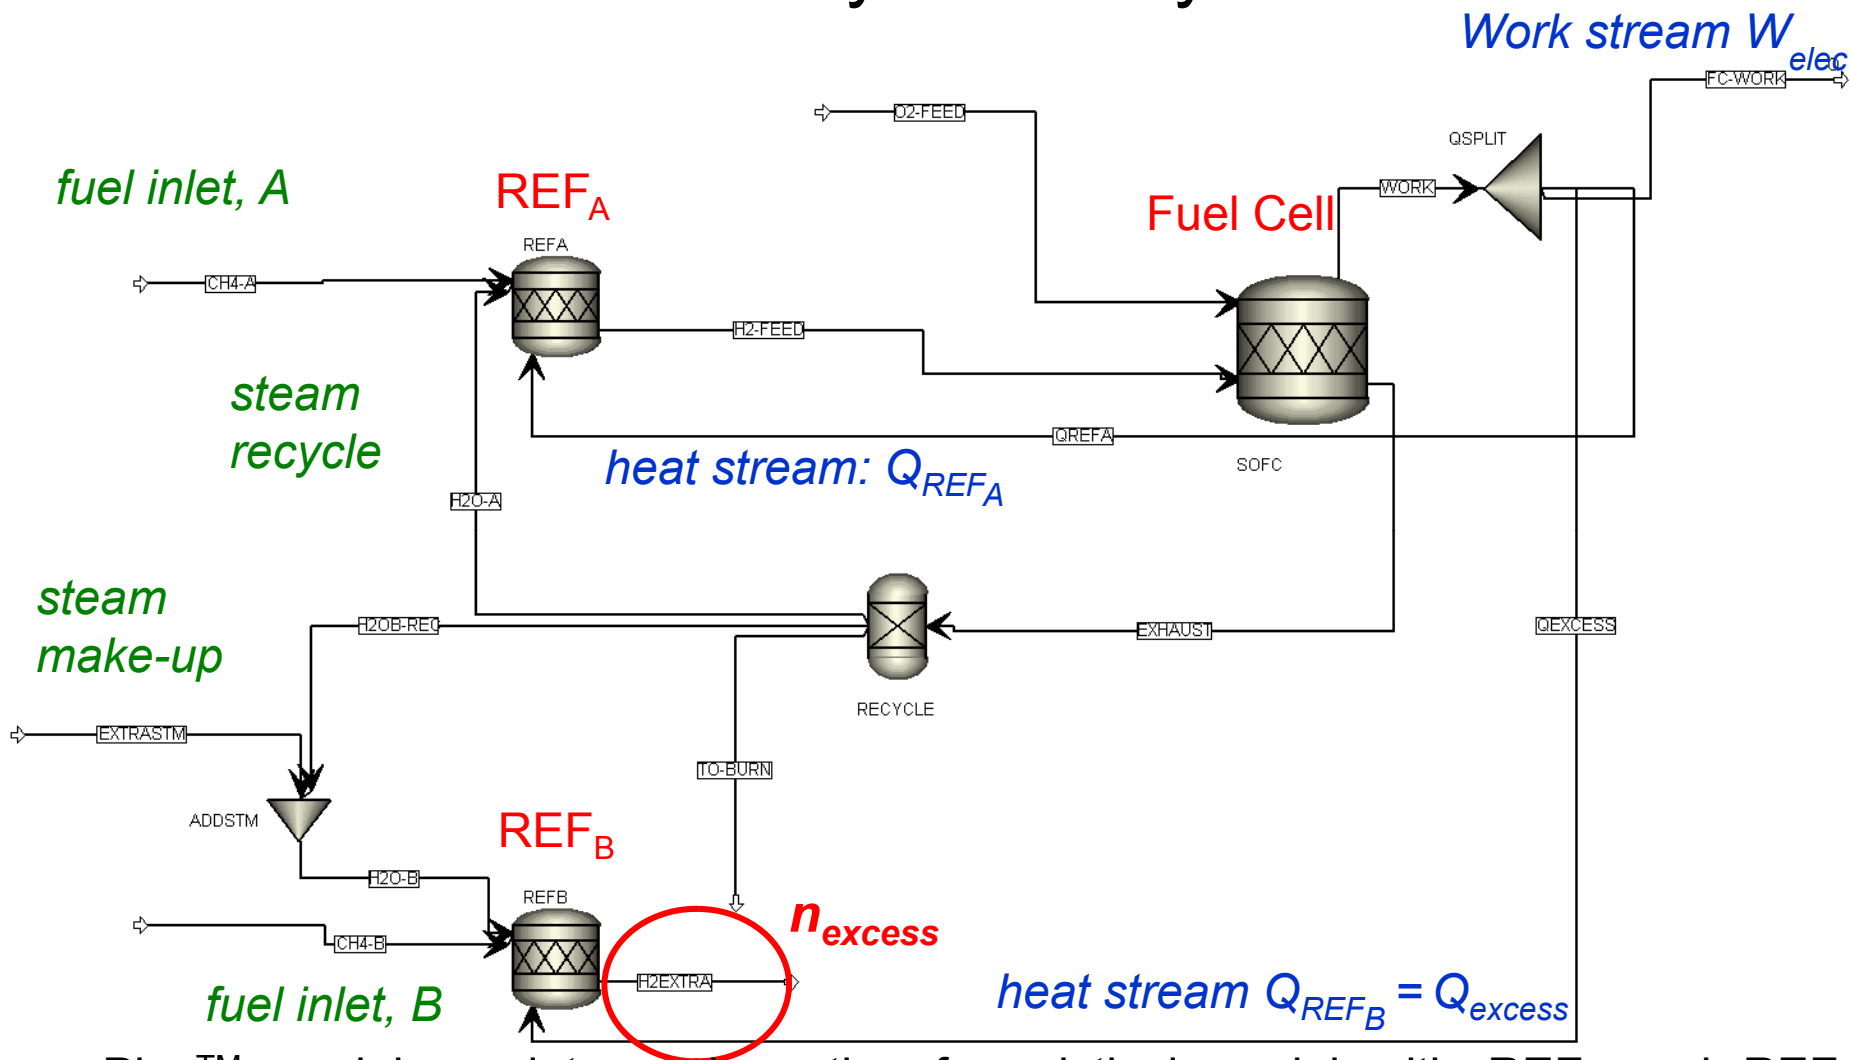 Work stream W elec
FC-WORK
O2-FEED
QSPLIT
fuel inlet, A
REF A
WORK
Fuel Cell
REFA
CH4-A
H2-FEED
steam
recycle
QREFA
heat stream: Q REF A
SOFC
H2O-A
steam
make-up
H2OB-REC
EXHAUST
QEXCESS
RECYCLE
EXTRASTM
TO-BURN
ADDSTM
REF B
H2O-B
REFB
n excess
CH4-B
H2EXTRA
fuel inlet, B
heat stream Q REF B = Q excess